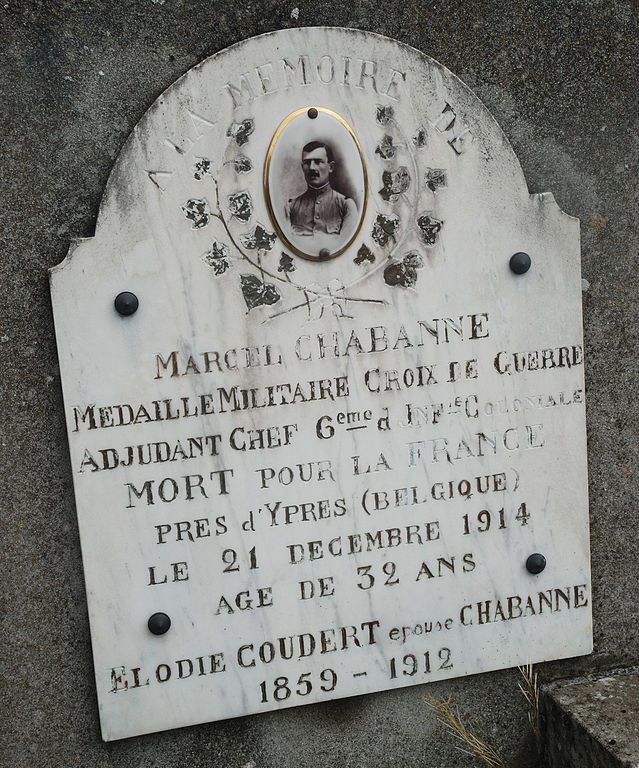 A LA MEMOIRE DE
MARCEL CHABANNE
MEDAILLE MILITAIRE CROIX DE GUERRE
ADJUDANT CHEF 6eme d'INFie COLONIALE
MORT POUR LA FRANCE
PRES d'YPRES (BELGIQUE)
LE 21 DECEMBRE 1914
AGE DE 32 ANS
ELODIE COUDERT epouse CHABANNE
1859 - 1912